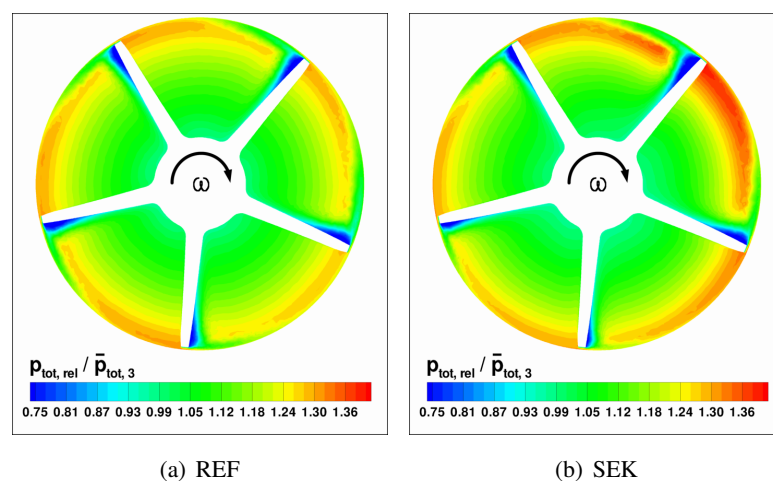 ω
ω
p_tot, rel / p̄_tot, 3
0.75 0.81 0.87 0.93 0.99 1.05 1.12 1.18 1.24 1.30 1.36
p_tot, rel / p̄_tot, 3
0.75 0.81 0.87 0.93 0.99 1.05 1.12 1.18 1.24 1.30 1.36
(a) REF
(b) SEK